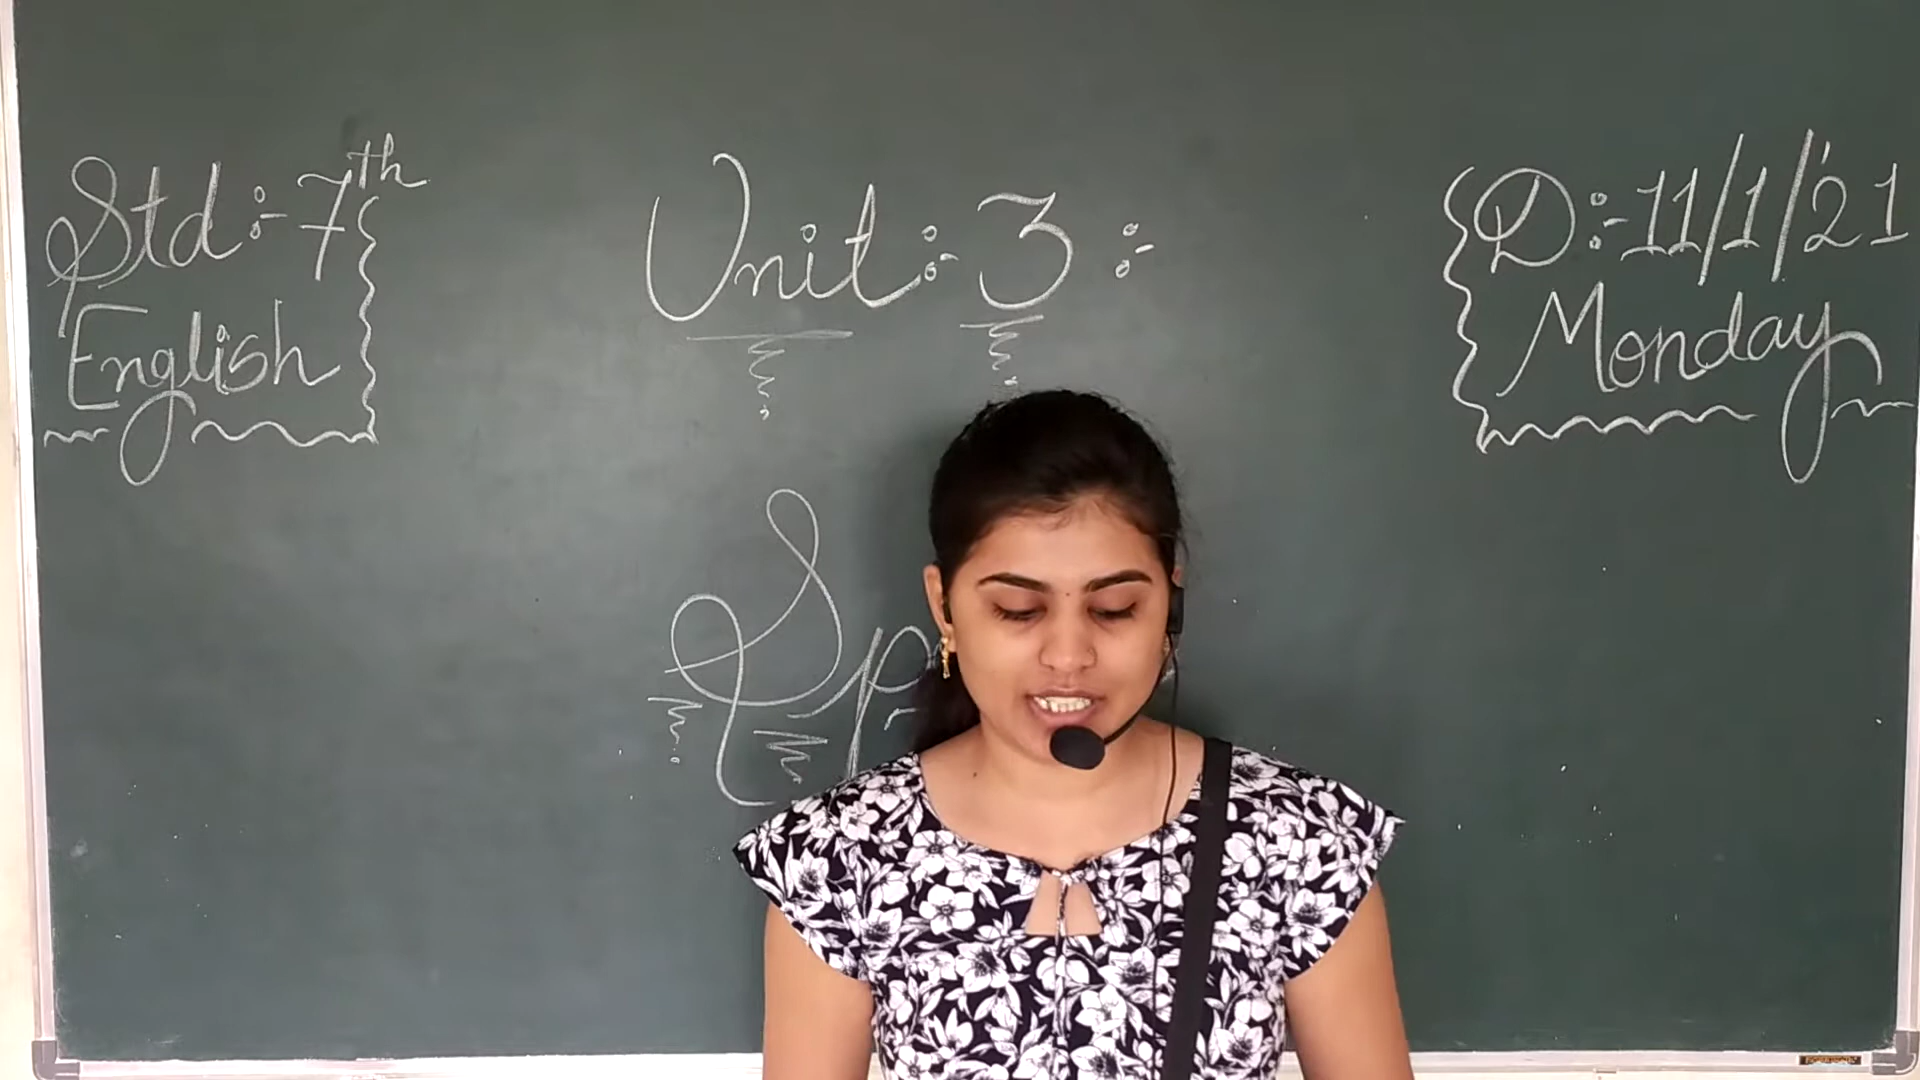 Std:- 7th
English
Unit:- 3:-
D:-11/1/'21
Monday